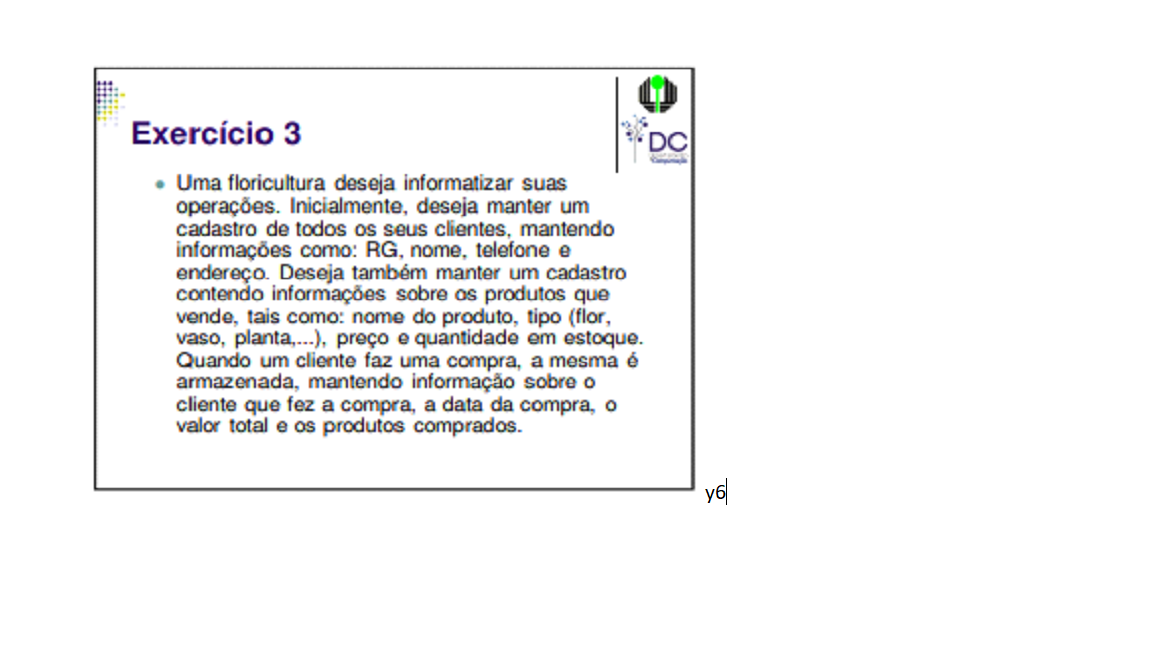 Exercício 3
DC
Computação
Uma floricultura deseja informatizar suas
operações. Inicialmente, deseja manter um
cadastro de todos os seus clientes, mantendo
informações como: RG, nome, telefone e
endereço. Deseja também manter um cadastro
contendo informações sobre os produtos que
vende, tais como: nome do produto, tipo (flor,
vaso, planta,...), preço e quantidade em estoque.
Quando um cliente faz uma compra, a mesma é
armazenada, mantendo informação sobre o
cliente que fez a compra, a data da compra, o
valor total e os produtos comprados.
y6